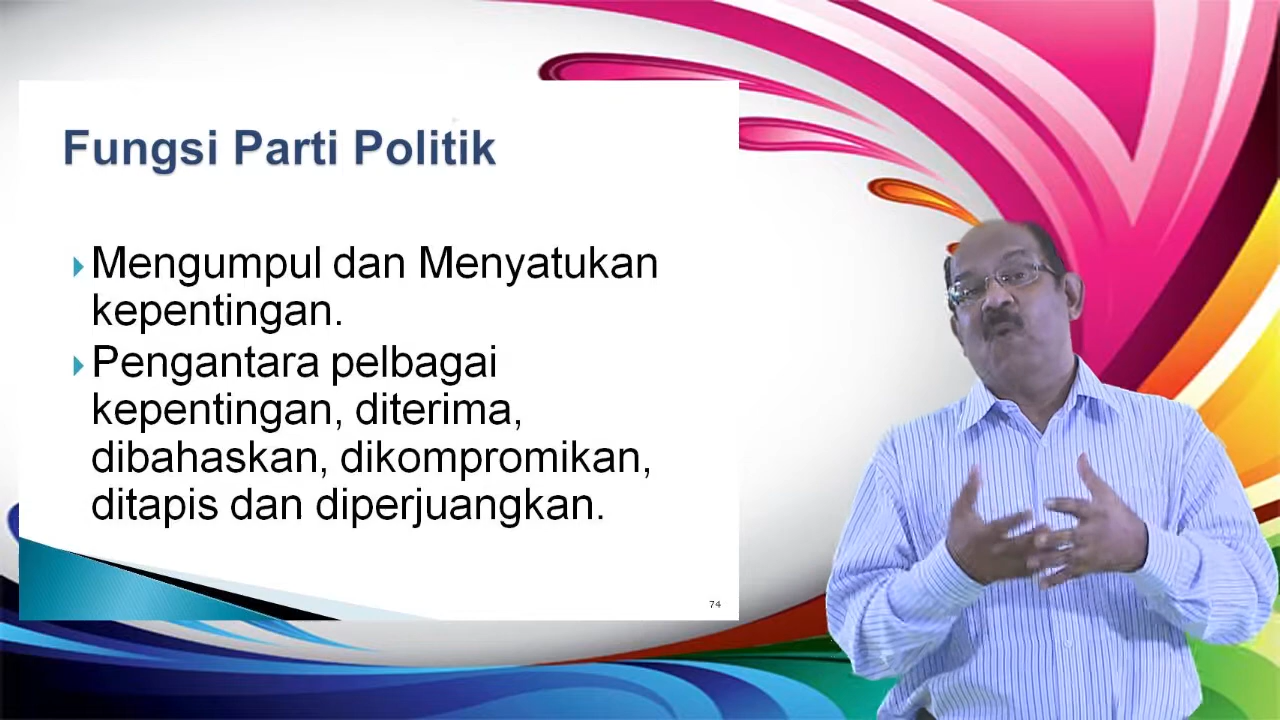 Fungsi Parti Politik
Mengumpul dan Menyatukan
kepentingan.
Pengantara pelbagai
kepentingan, diterima,
dibahaskan, dikompromikan,
ditapis dan diperjuangkan.
74